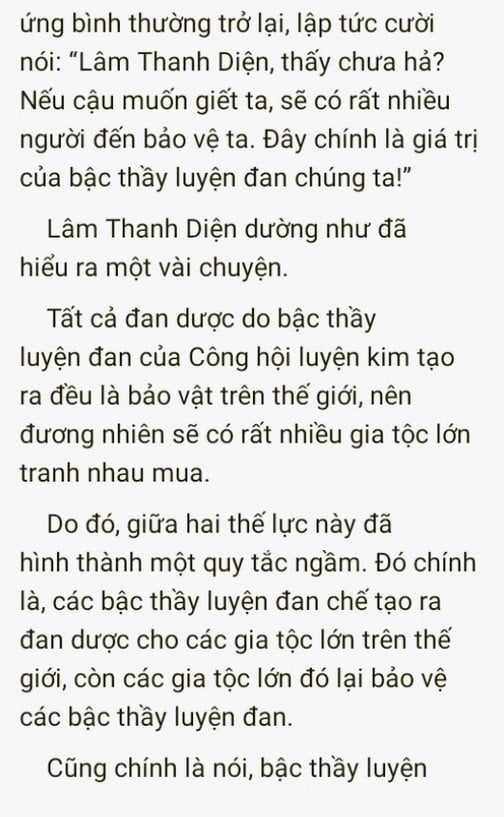 ứng bình thường trở lại, lập tức cười
nói: “Lâm Thanh Diện, thấy chưa hả?
Nếu cậu muốn giết ta, sẽ có rất nhiều
người đến bảo vệ ta. Đây chính là giá trị
của bậc thầy luyện đan chúng ta!”
Lâm Thanh Diện dường như đã
hiểu ra một vài chuyện.
Tất cả đan dược do bậc thầy
luyện đan của Công hội luyện kim tạo
ra đều là bảo vật trên thế giới, nên
đương nhiên sẽ có rất nhiều gia tộc lớn
tranh nhau mua.
Do đó, giữa hai thế lực này đã
hình thành một quy tắc ngầm. Đó chính
là, các bậc thầy luyện đan chế tạo ra
đan dược cho các gia tộc lớn trên thế
giới, còn các gia tộc lớn đó lại bảo vệ
các bậc thầy luyện đan.
Cũng chính là nói, bậc thầy luyện